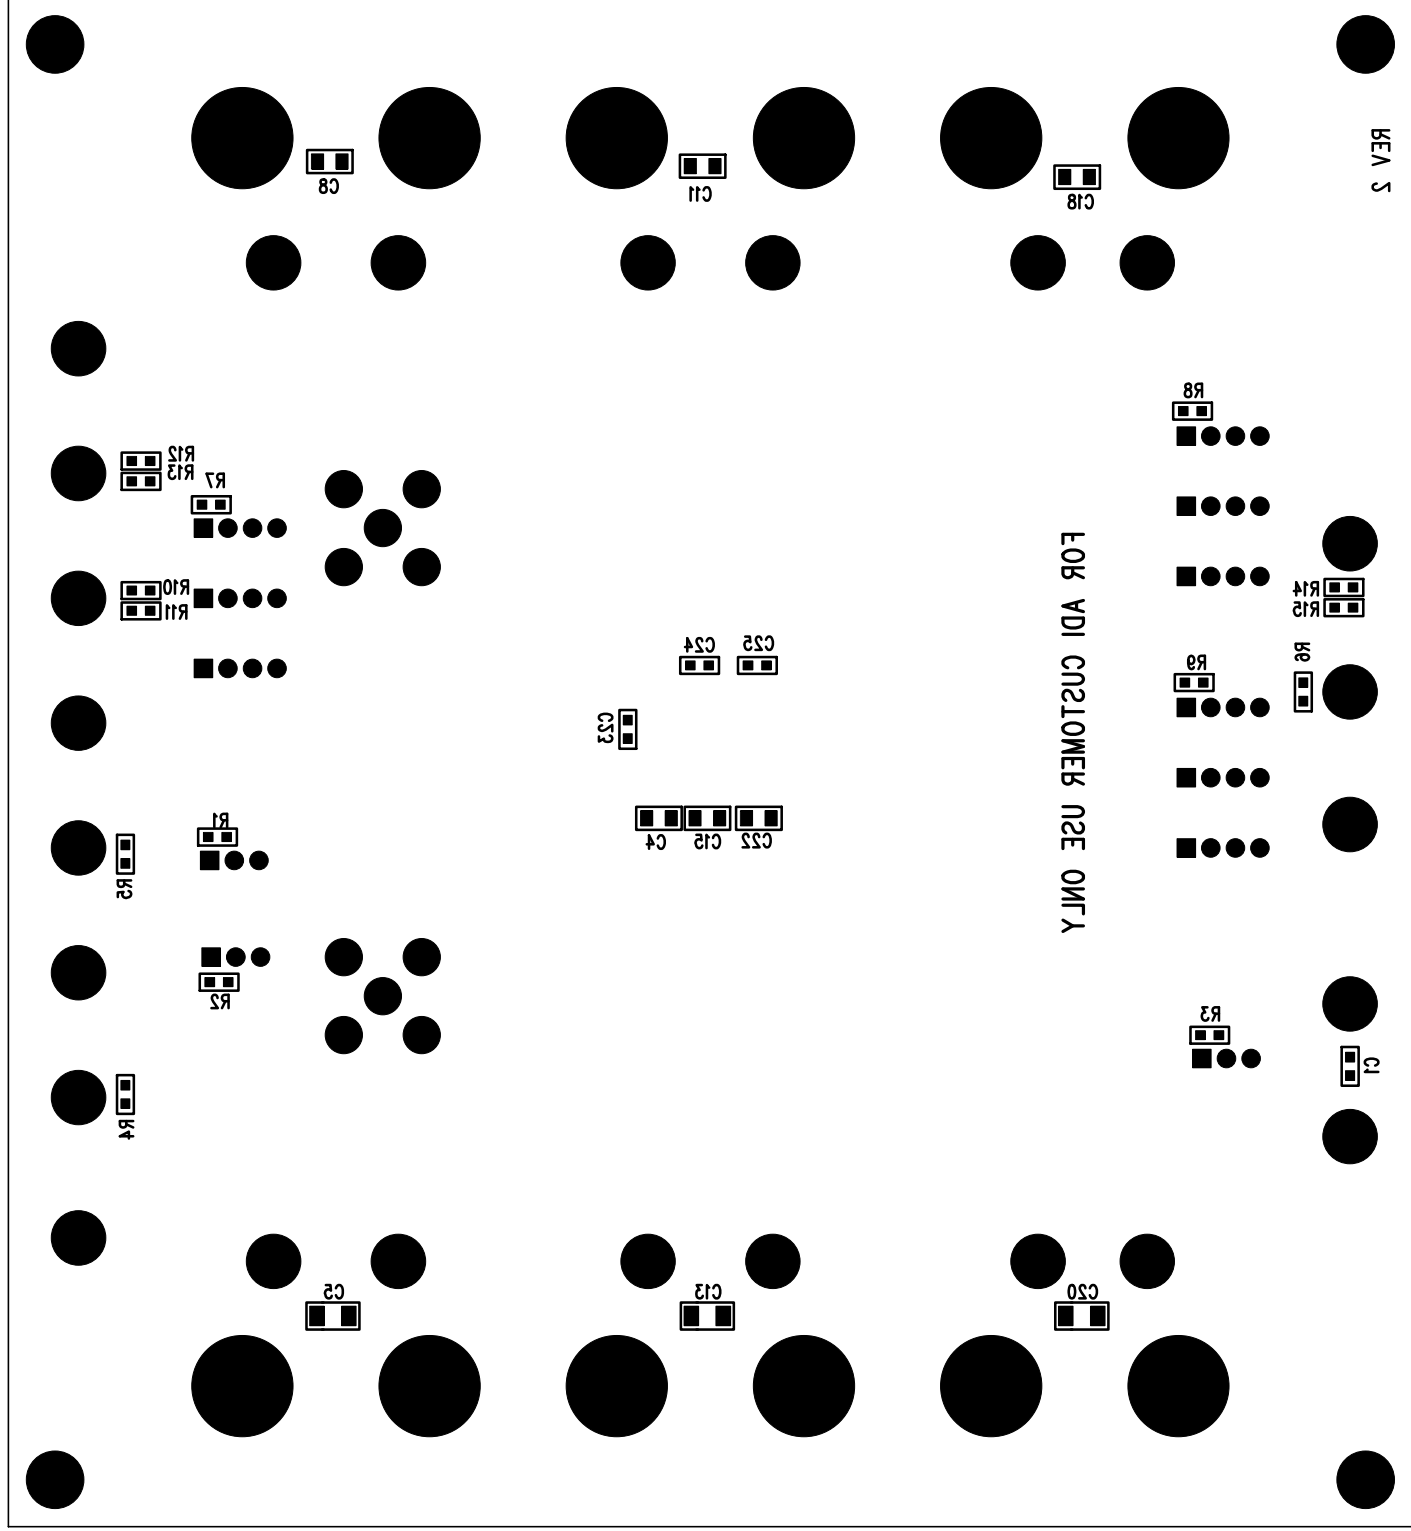 REV 2
C8
C11
C18
R8
R12
R13
R7
R10
R11
R14
R15
FOR ADI CUSTOMER USE ONLY
C24
C25
R9
R6
C23
R1
C4
C15
C22
R5
R2
R3
C1
R4
C5
C13
C20